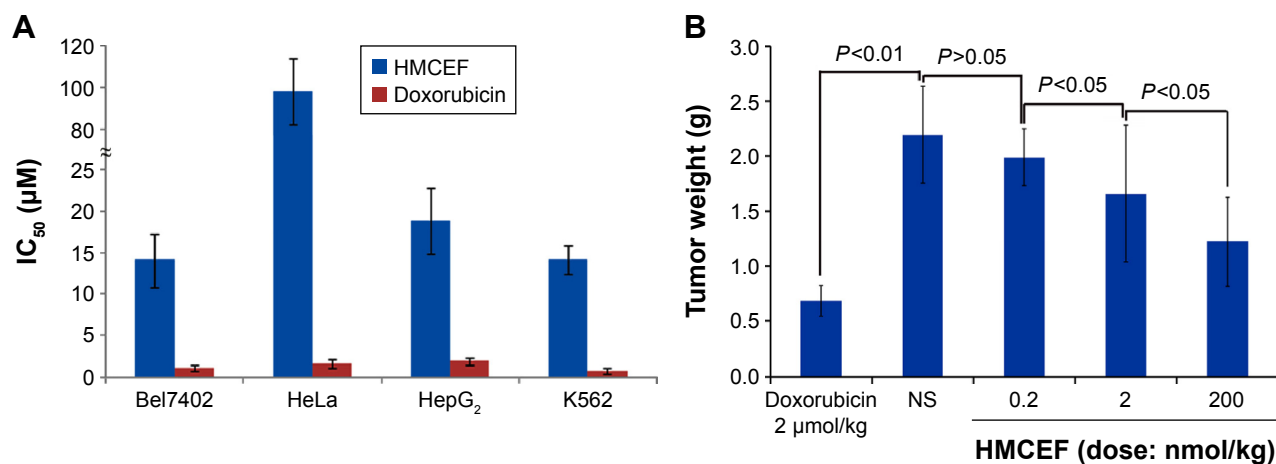 A
IC50 (µM)
120
100
80
≈
25
20
15
10
5
0
HMCEF
Doxorubicin
Bel7402 HeLa HepG2 K562
B
Tumor weight (g)
3.0
2.5
2.0
1.5
1.0
0.5
0.0
P<0.01
P>0.05
P<0.05
P<0.05
Doxorubicin NS 0.2 2 200
2 µmol/kg
HMCEF (dose: nmol/kg)